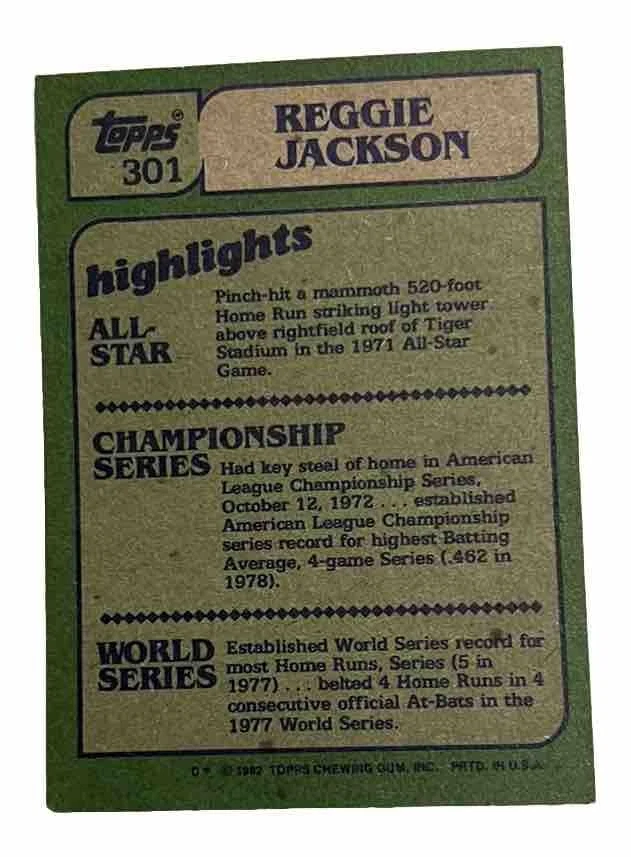 topps®
301
REGGIE
JACKSON
highlights
ALL-
STAR
Pinch-hit a mammoth 520-foot
Home Run striking light tower
above rightfield roof of Tiger
Stadium in the 1971 All-Star
Game.
CHAMPIONSHIP
SERIES
Had key steal of home in American
League Championship Series,
October 12, 1972 . . . established
American League Championship
series record for highest Batting
Average, 4-game Series (.462 in
1978).
WORLD
SERIES
Established World Series record for
most Home Runs, Series (5 in
1977) . . . belted 4 Home Runs in 4
consecutive official At-Bats in the
1977 World Series.
D* © 1982 TOPPS CHEWING GUM, INC. PRTD. IN U.S.A.